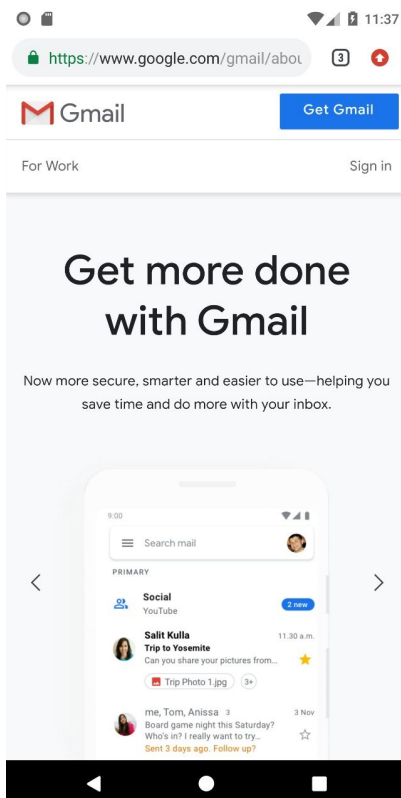 11:37
https://www.google.com/gmail/abou
3
Gmail
Get Gmail
For Work
Sign in
Get more done
with Gmail
Now more secure, smarter and easier to use—helping you
save time and do more with your inbox.
9:00
Search mail
PRIMARY
Social
YouTube
2 new
Salit Kulla
11.30 a.m.
Trip to Yosemite
Can you share your pictures from...
Trip Photo 1.jpg
3+
me, Tom, Anissa 3
3 Nov
Board game night this Saturday?
Who's in? I really want to try...
Sent 3 days ago. Follow up?